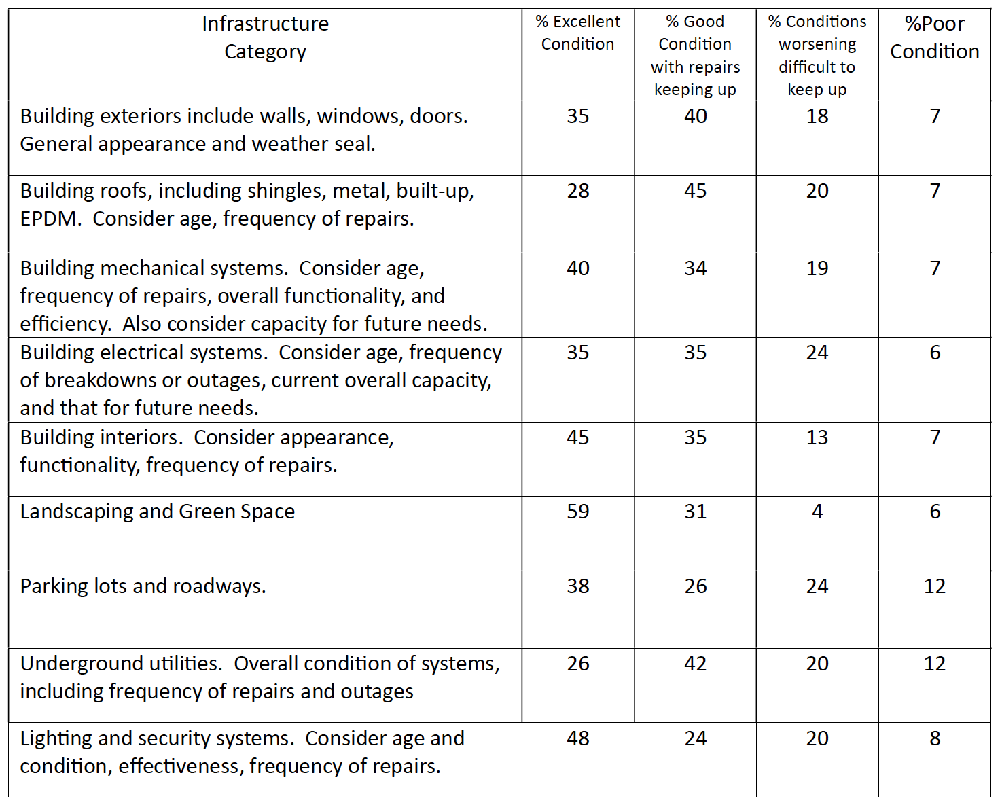 Infrastructure
Category
% Excellent
Condition
% Good
Condition
with repairs
keeping up
% Conditions
worsening
difficult to
keep up
%Poor
Condition
Building exteriors include walls, windows, doors.
General appearance and weather seal.
35
40
18
7
Building roofs, including shingles, metal, built-up,
EPDM.  Consider age, frequency of repairs.
28
45
20
7
Building mechanical systems.  Consider age,
frequency of repairs, overall functionality, and
efficiency.  Also consider capacity for future needs.
40
34
19
7
Building electrical systems.  Consider age, frequency
of breakdowns or outages, current overall capacity,
and that for future needs.
35
35
24
6
Building interiors.  Consider appearance,
functionality, frequency of repairs.
45
35
13
7
Landscaping and Green Space
59
31
4
6
Parking lots and roadways.
38
26
24
12
Underground utilities.  Overall condition of systems,
including frequency of repairs and outages
26
42
20
12
Lighting and security systems.  Consider age and
condition, effectiveness, frequency of repairs.
48
24
20
8